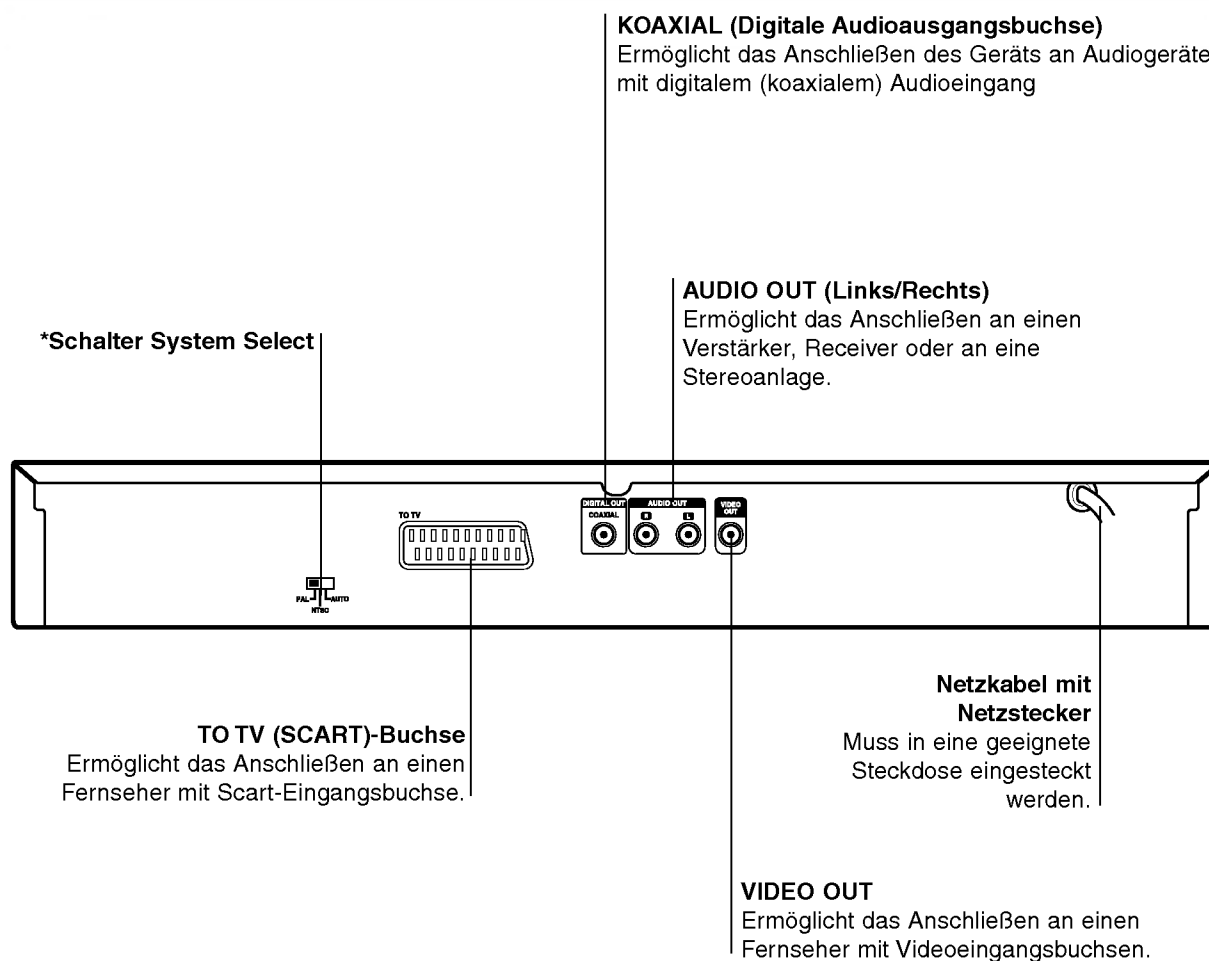 KOAXIAL (Digitale Audioausgangsbuchse)
Ermöglicht das Anschließen des Geräts an Audiogeräte
mit digitalem (koaxialem) Audioeingang
AUDIO OUT (Links/Rechts)
Ermöglicht das Anschließen an einen
Verstärker, Receiver oder an eine
Stereoanlage.
*Schalter System Select
TO TV
DIGITAL OUT
COAXIAL
AUDIO OUT
R
L
VIDEO
OUT
PAL
AUTO
NTSC
TO TV (SCART)-Buchse
Ermöglicht das Anschließen an einen
Fernseher mit Scart-Eingangsbuchse.
Netzkabel mit
Netzstecker
Muss in eine geeignete
Steckdose eingesteckt
werden.
VIDEO OUT
Ermöglicht das Anschließen an einen
Fernseher mit Videoeingangsbuchsen.